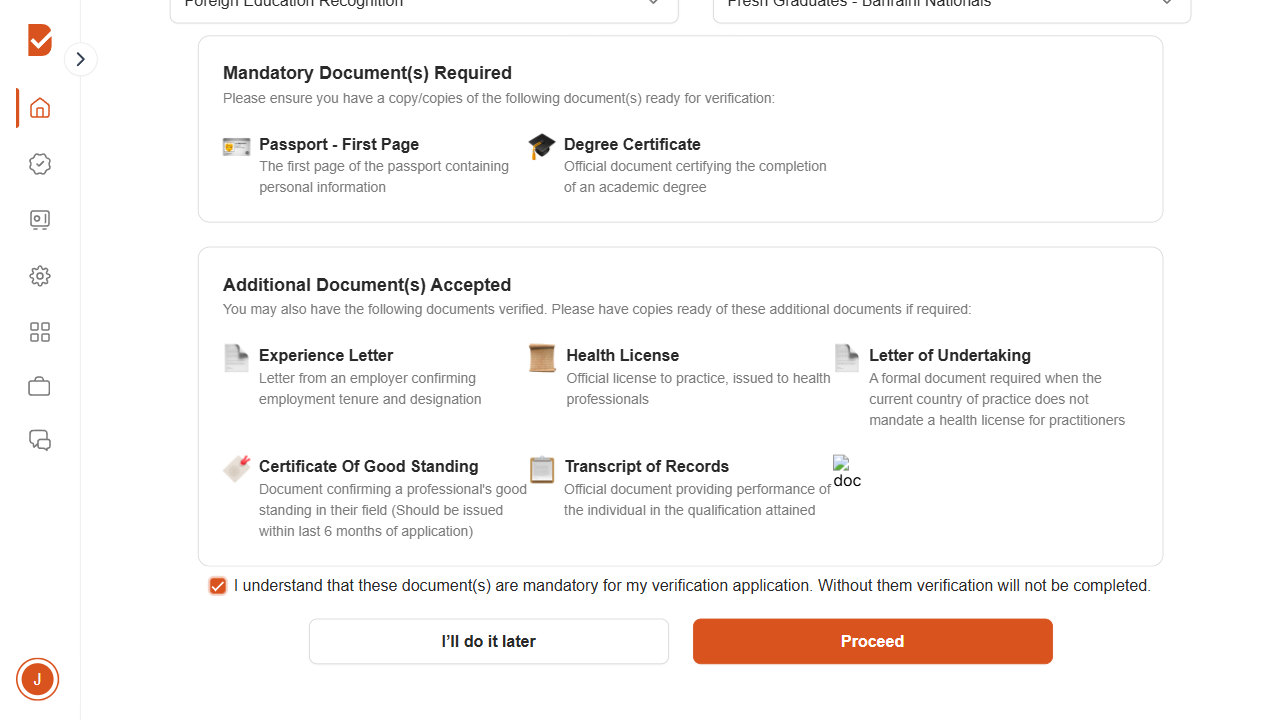 Foreign Education Recognition
Fresh Graduates - Bahraini Nationals
Mandatory Document(s) Required
Please ensure you have a copy/copies of the following document(s) ready for verification:
Passport - First Page
The first page of the passport containing
personal information
Degree Certificate
Official document certifying the completion
of an academic degree
Additional Document(s) Accepted
You may also have the following documents verified. Please have copies ready of these additional documents if required:
Experience Letter
Letter from an employer confirming
employment tenure and designation
Health License
Official license to practice, issued to health
professionals
Letter of Undertaking
A formal document required when the
current country of practice does not
mandate a health license for practitioners
Certificate Of Good Standing
Document confirming a professional's good
standing in their field (Should be issued
within last 6 months of application)
Transcript of Records
Official document providing performance of
the individual in the qualification attained
doc
I understand that these document(s) are mandatory for my verification application. Without them verification will not be completed.
I’ll do it later
Proceed
J